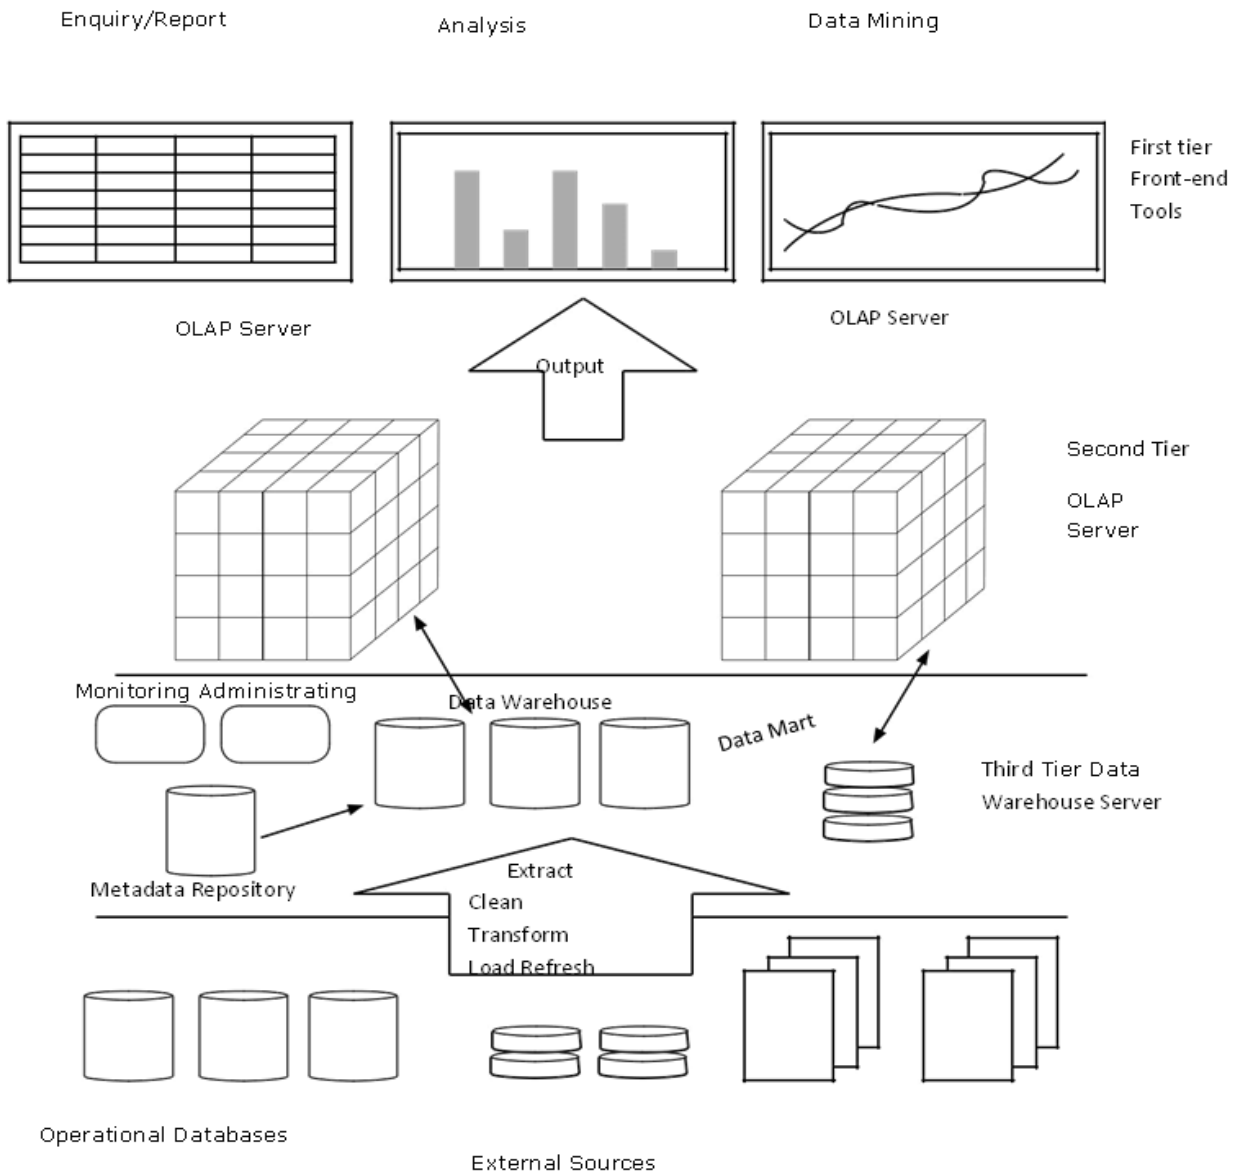 Enquiry/Report
Analysis
Data Mining
First tier
Front-end
Tools
OLAP Server
OLAP Server
Output
Second Tier
OLAP
Server
Monitoring Administrating
Data Warehouse
Data Mart
Third Tier Data
Warehouse Server
Metadada Repository
Extract
Clean
Transform
Load Refresh
Operational Databases
External Sources